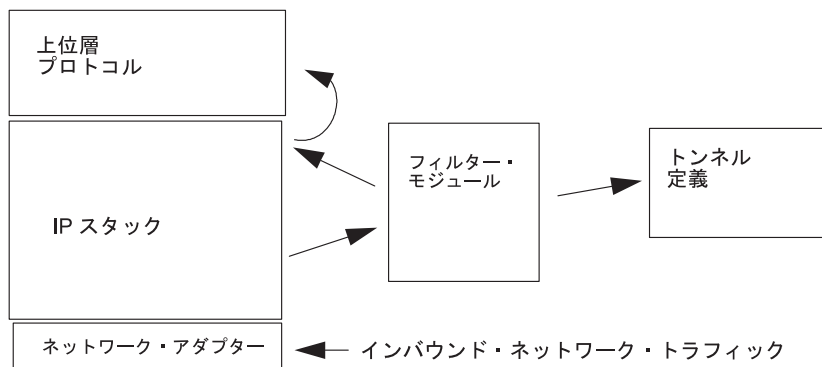 上位層
プロトコル
IP スタック
フィルター・
モジュール
トンネル
定義
ネットワーク・アダプター
インバウンド・ネットワーク・トラフィック